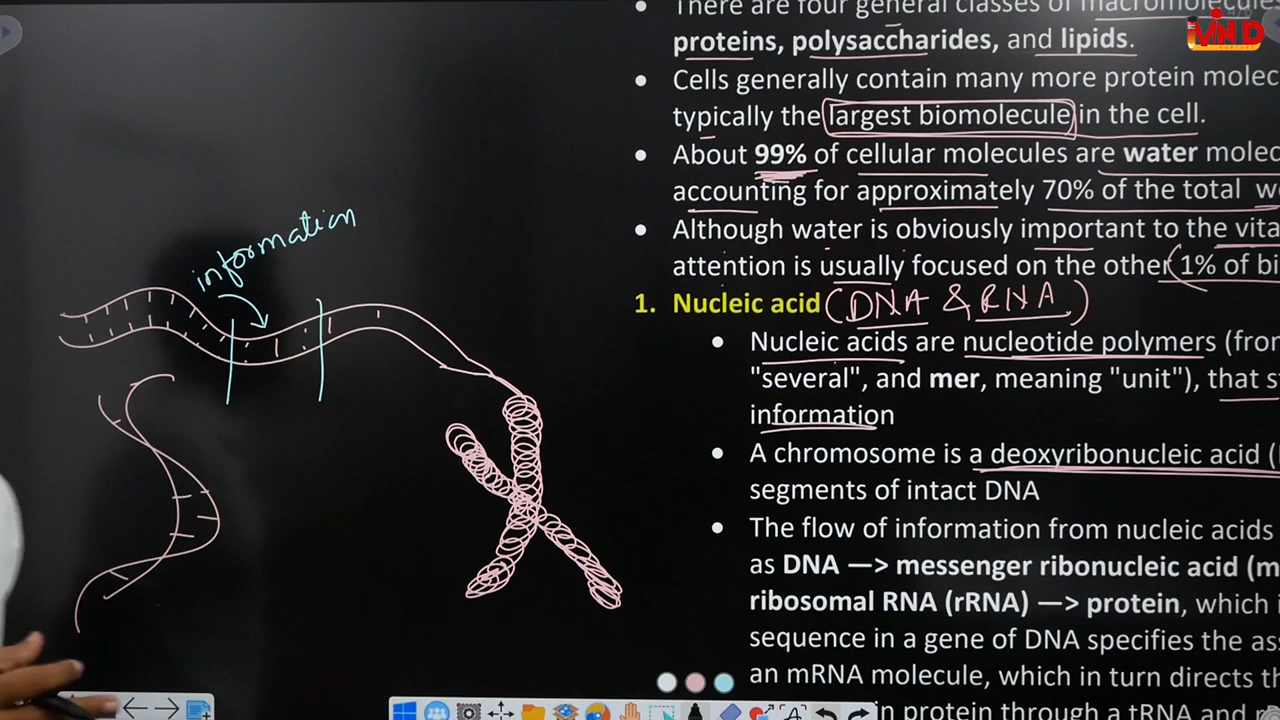 There are four general classes of macromolecules
proteins, polysaccharides, and lipids.
Cells generally contain many more protein molec
typically the largest biomolecule in the cell.
About 99% of cellular molecules are water molec
accounting for approximately 70% of the total w
Although water is obviously important to the vita
attention is usually focused on the other (1% of bi
1. Nucleic acid (DNA & RNA)
Nucleic acids are nucleotide polymers (from
"several", and mer, meaning "unit"), that s
information
A chromosome is a deoxyribonucleic acid (
segments of intact DNA
The flow of information from nucleic acids
as DNA —> messenger ribonucleic acid (m
ribosomal RNA (rRNA) —> protein, which i
sequence in a gene of DNA specifies the as
an mRNA molecule, which in turn directs th
in protein through a tRNA and r
information